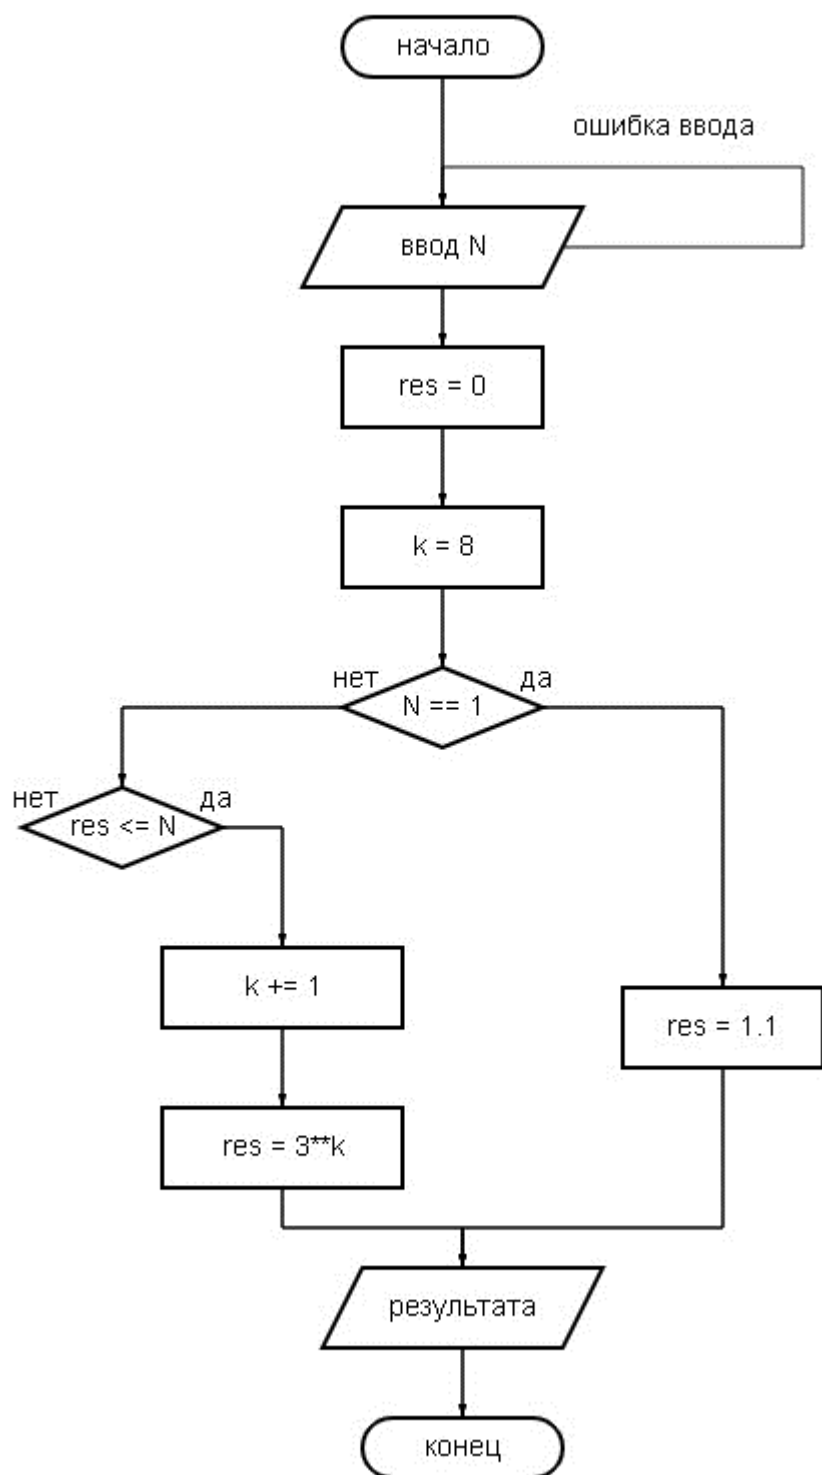 начало
ошибка ввода
ввод N
res = 0
k = 8
нет
да
N == 1
нет
да
res <= N
k += 1
res = 1.1
res = 3**k
результата
конец